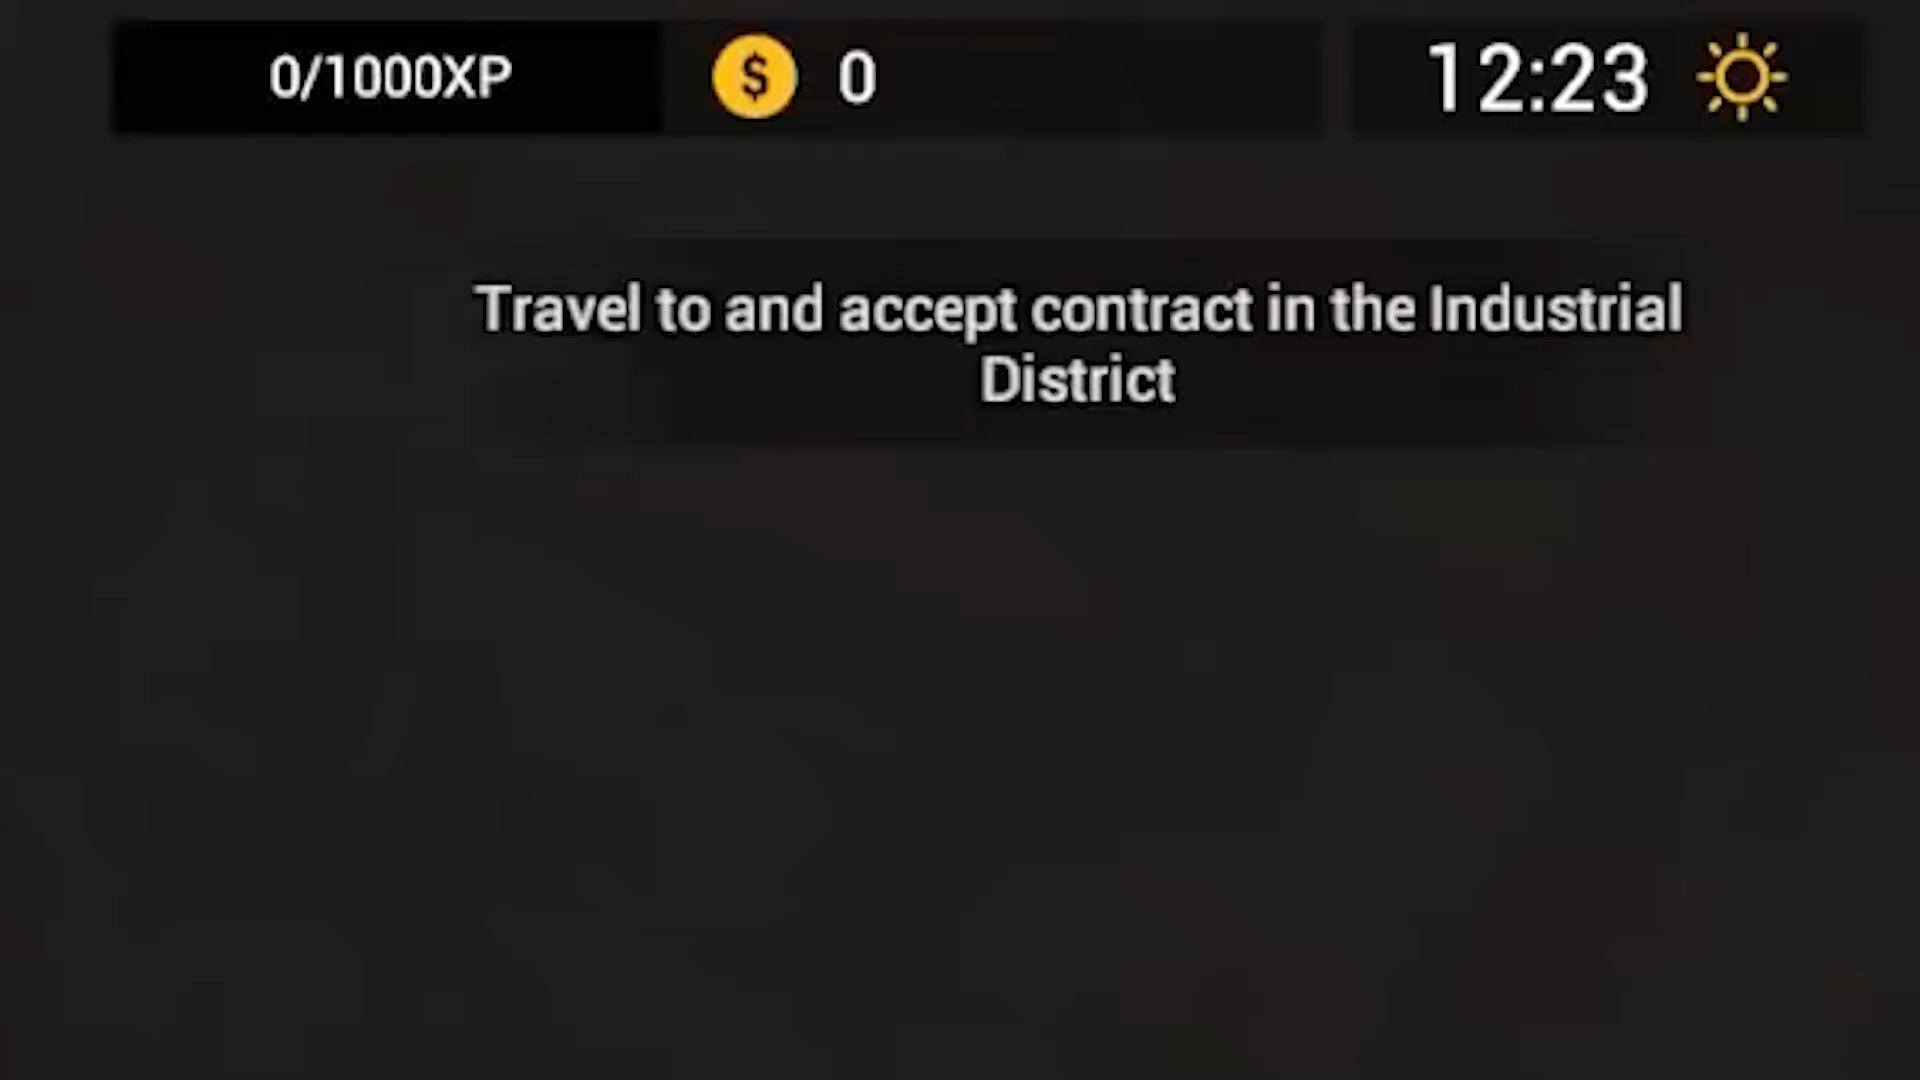 0/1000XP $ 0 12:23
Travel to and accept contract in the Industrial
District